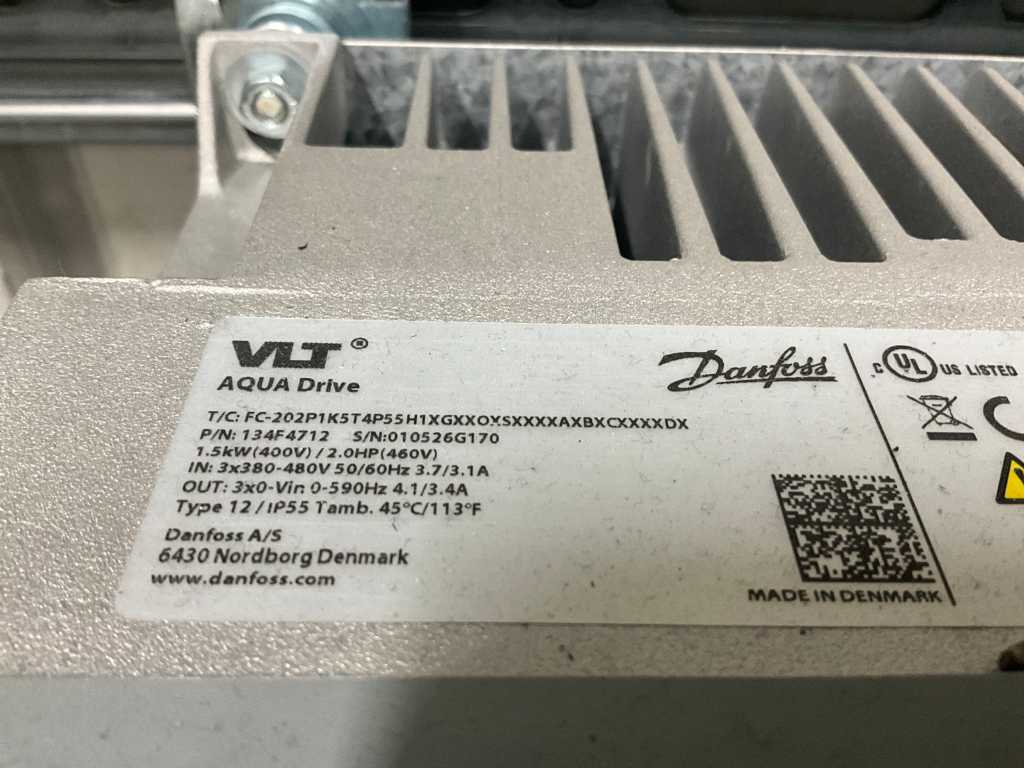 VLT®
AQUA Drive
Danfoss
T/C: FC-202P1K5T4P55H1XGXXOXSXXXXAXBXCXXXXDX
P/N: 134F4712 S/N:010526G170
1.5kW(400V) / 2.0HP(460V)
IN: 3x380-480V 50/60Hz 3.7/3.1A
OUT: 3x0-Vin 0-590Hz 4.1/3.4A
Type 12 / IP55 Tamb. 45°C/113°F
Danfoss A/S
6430 Nordborg Denmark
www.danfoss.com
MADE IN DENMARK
C UL US LISTED